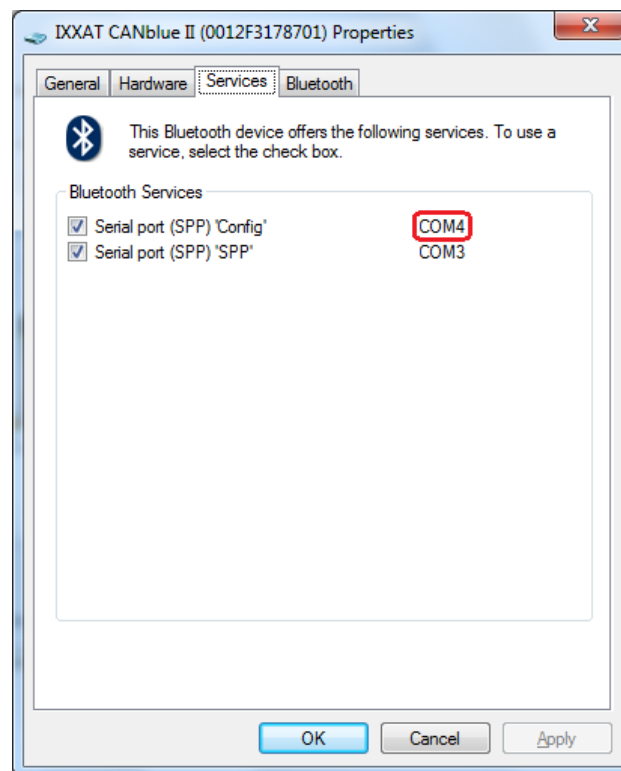 IXXAT CANblue II (0012F3178701) Properties
General Hardware Services Bluetooth
This Bluetooth device offers the following services. To use a
service, select the check box.
Bluetooth Services
Serial port (SPP) 'Config' COM4
Serial port (SPP) 'SPP' COM3
OK Cancel Apply